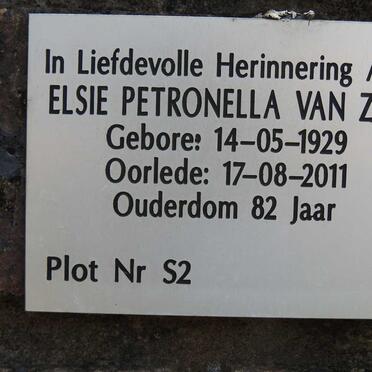 In Liefdevolle Herinnering
ELSIE PETRONELLA VAN Z
Gebore: 14-05-1929
Oorlede: 17-08-2011
Ouderdom 82 Jaar
Plot Nr S2